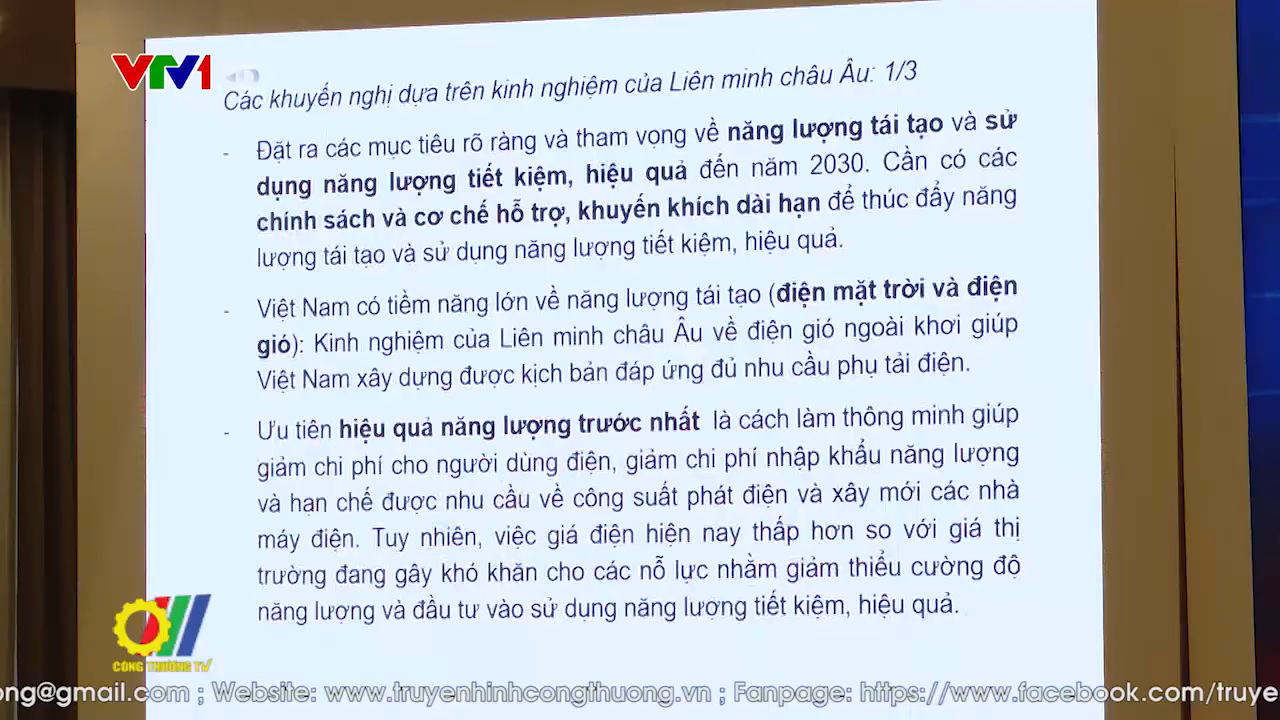 VTV1
Các khuyến nghị dựa trên kinh nghiệm của Liên minh châu Âu: 1/3
- Đặt ra các mục tiêu rõ ràng và tham vọng về năng lượng tái tạo và sử
dụng năng lượng tiết kiệm, hiệu quả đến năm 2030. Cần có các
chính sách và cơ chế hỗ trợ, khuyến khích dài hạn để thúc đẩy năng
lượng tái tạo và sử dụng năng lượng tiết kiệm, hiệu quả.
- Việt Nam có tiềm năng lớn về năng lượng tái tạo (điện mặt trời và điện
gió): Kinh nghiệm của Liên minh châu Âu về điện gió ngoài khơi giúp
Việt Nam xây dựng được kịch bản đáp ứng đủ nhu cầu phụ tải điện.
- Ưu tiên hiệu quả năng lượng trước nhất là cách làm thông minh giúp
giảm chi phí cho người dùng điện, giảm chi phí nhập khẩu năng lượng
và hạn chế được nhu cầu về công suất phát điện và xây mới các nhà
máy điện. Tuy nhiên, việc giá điện hiện nay thấp hơn so với giá thị
trường đang gây khó khăn cho các nỗ lực nhằm giảm thiểu cường độ
năng lượng và đầu tư vào sử dụng năng lượng tiết kiệm, hiệu quả.
CÔNG THƯƠNG TV
ong@gmail.com ; Website: www.truyenhinhcongthuong.vn ; Fanpage: https://www.facebook.com/truye